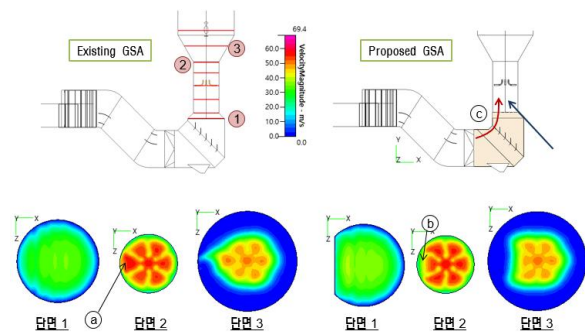 Existing GSA
3
2
1
69.4
60.0
50.0
40.0
30.0
20.0
10.0
0.0
VelocityMagnitude - m/s
Proposed GSA
c
Z
Y
X
Y
X
Z
Y
X
Z
Y
X
Z
Y
X
Z
b
Y
X
Z
Y
X
Z
단면 1
단면 2
단면 3
단면 1
단면 2
단면 3
a